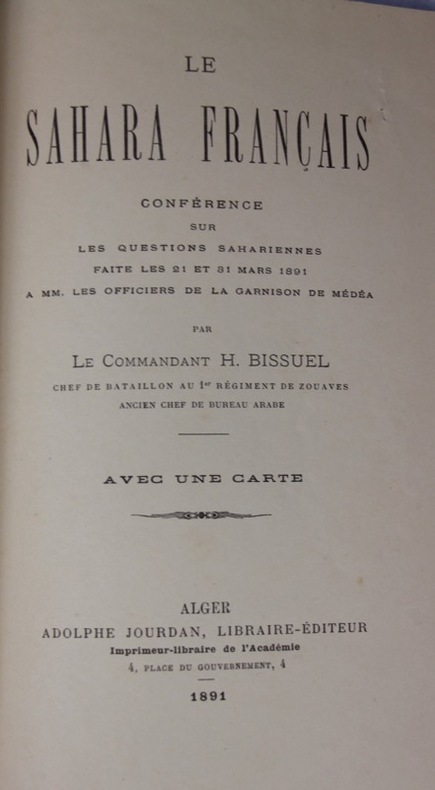 LE
SAHARA FRANÇAIS
CONFÉRENCE
SUR
LES QUESTIONS SAHARIENNES
FAITE LES 21 ET 31 MARS 1891
A MM. LES OFFICIERS DE LA GARNISON DE MÉDÉA
PAR
LE COMMANDANT H. BISSUEL
CHEF DE BATAILLON AU 1er RÉGIMENT DE ZOUAVES
ANCIEN CHEF DE BUREAU ARABE
AVEC UNE CARTE
ALGER
ADOLPHE JOURDAN, LIBRAIRE-ÉDITEUR
Imprimeur-libraire de l'Académie
4, PLACE DU GOUVERNEMENT, 4
1891